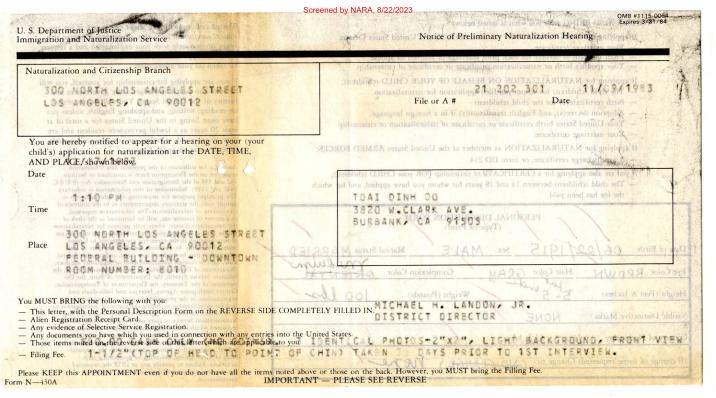 Screened by NARA, 8/22/2023
OMB #1115-0064
Expires 3-31-84
U. S. Department of Justice
Immigration and Naturalization Service
Notice of Preliminary Naturalization Hearing
Naturalization and Citizenship Branch
300 NORTH LOS ANGELES STREET
LOS ANGELES, CA 90012
21 202 301 11/09/1983
File or A # Date
You are hereby notified to appear for a hearing on your (your
child's) application for naturalization at the DATE, TIME,
AND PLACE shown below.
Date
1:10 PM
Time
TOAI DINH DO
3820 W.CLARK AVE.
BURBANK, CA 91505
300 NORTH LOS ANGELES STREET
Place LOS ANGELES, CA 90012
FEDERAL BUILDING - DOWNTOWN
ROOM NUMBER: 8010
You MUST BRING the following with you:
— This letter, with the Personal Description Form on the REVERSE SIDE COMPLETELY FILLED IN.
MICHAEL H. LANDON, JR.
DISTRICT DIRECTOR
— Alien Registration Receipt Card.
— Any evidence of Selective Service Registration.
— Any documents you have which you used in connection with any entries into the United States.
— Those items noted on the reverse side of this letter which are applicable to you
IDENTICAL PHOTOS-2"X2", LIGHT BACKGROUND, FRONT VIEW
— Filing Fee. 1-1/2"(TOP OF HEAD TO POINT OF CHIN) TAKEN DAYS PRIOR TO 1ST INTERVIEW.
Please KEEP this APPOINTMENT even if you do not have all the items noted above or those on the back. However, you MUST bring the Filling Fee.
Form N—430A IMPORTANT — PLEASE SEE REVERSE